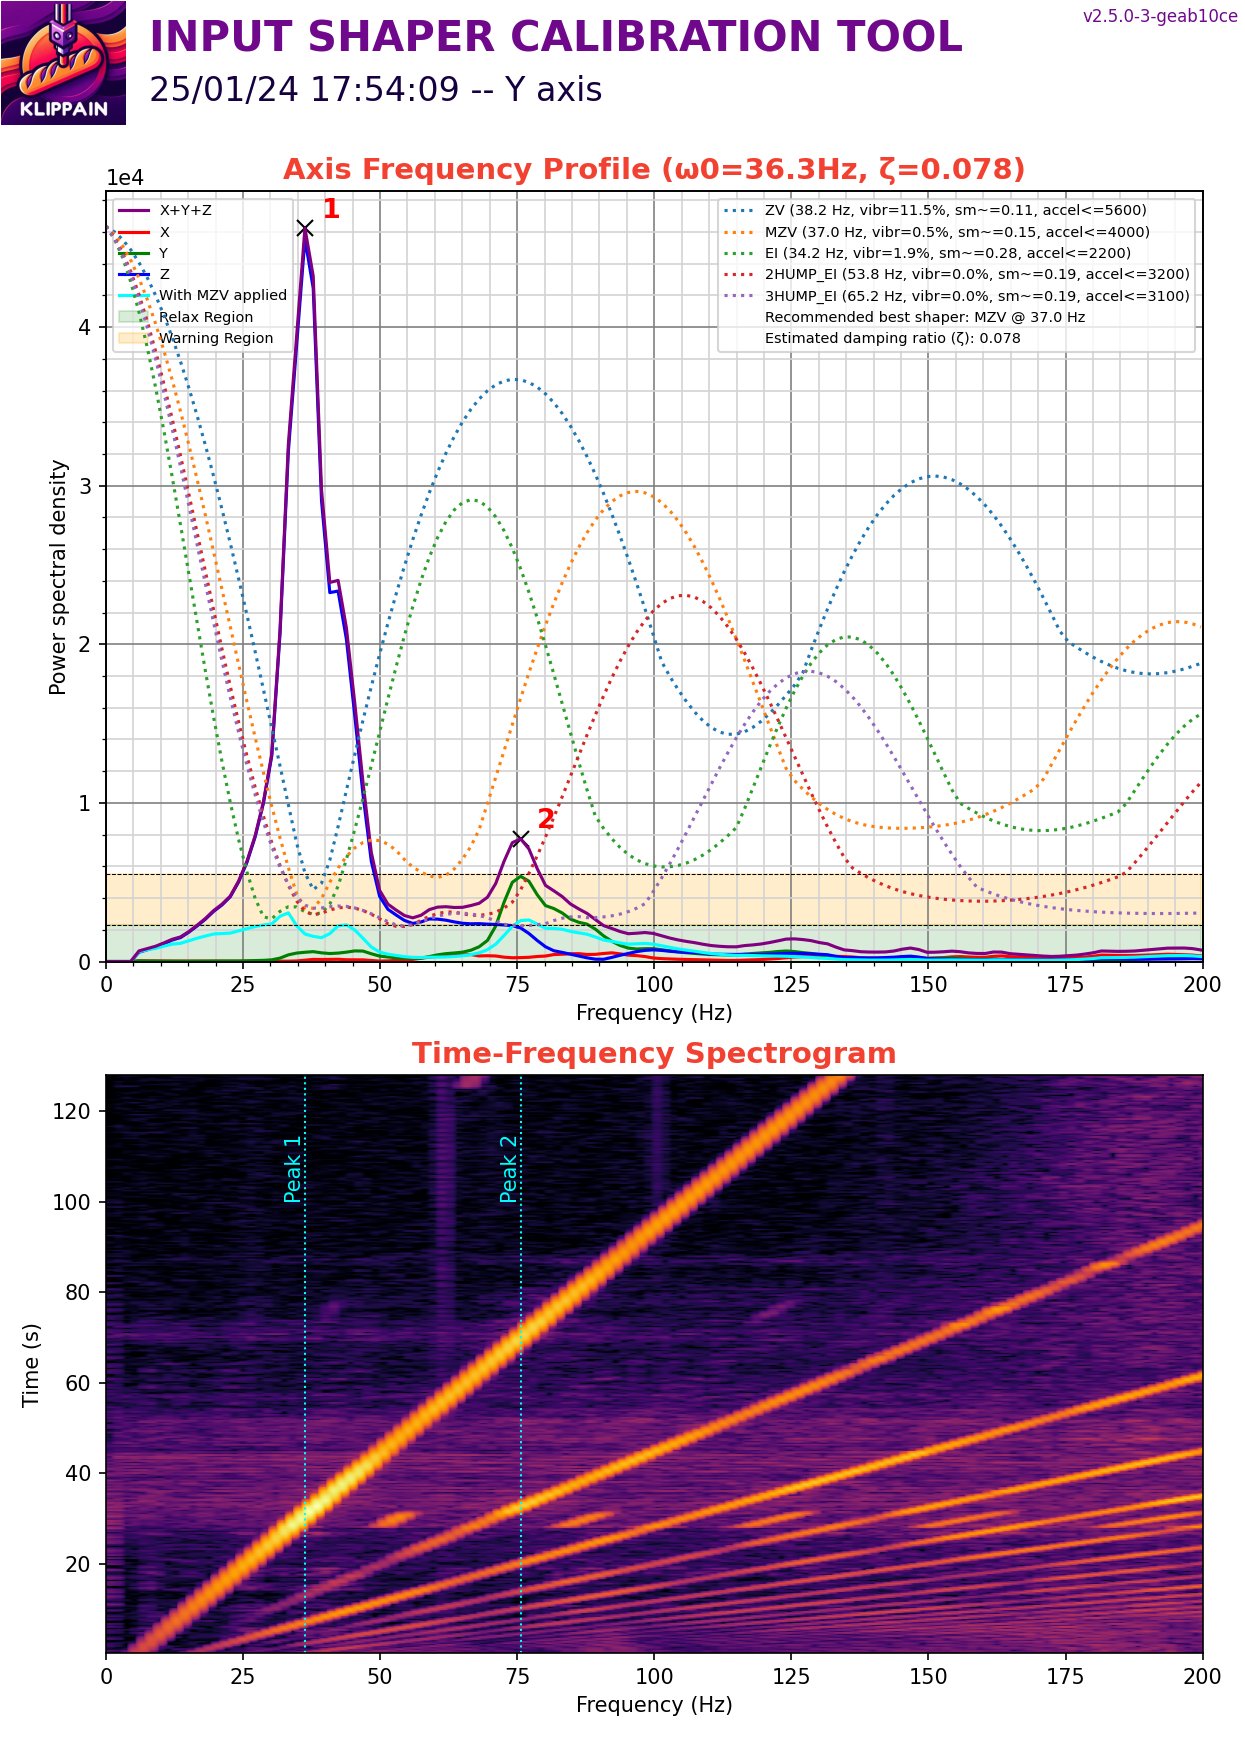 v2.5.0-3-geab10ce
INPUT SHAPER CALIBRATION TOOL
25/01/24 17:54:09 -- Y axis
KLIPPAIN
Axis Frequency Profile (ω0=36.3Hz, ζ=0.078)
1e4
X+Y+Z
X
Y
Z
With MZV applied
Relax Region
Warning Region
ZV (38.2 Hz, vibr=11.5%, sm~=0.11, accel<=5600)
MZV (37.0 Hz, vibr=0.5%, sm~=0.15, accel<=4000)
EI (34.2 Hz, vibr=1.9%, sm~=0.28, accel<=2200)
2HUMP_EI (53.8 Hz, vibr=0.0%, sm~=0.19, accel<=3200)
3HUMP_EI (65.2 Hz, vibr=0.0%, sm~=0.19, accel<=3100)
Recommended best shaper: MZV @ 37.0 Hz
Estimated damping ratio (ζ): 0.078
1
2
Power spectral density
4
3
2
1
0
0 25 50 75 100 125 150 175 200
Frequency (Hz)
Time-Frequency Spectrogram
Peak 1
Peak 2
Time (s)
120
100
80
60
40
20
0 25 50 75 100 125 150 175 200
Frequency (Hz)